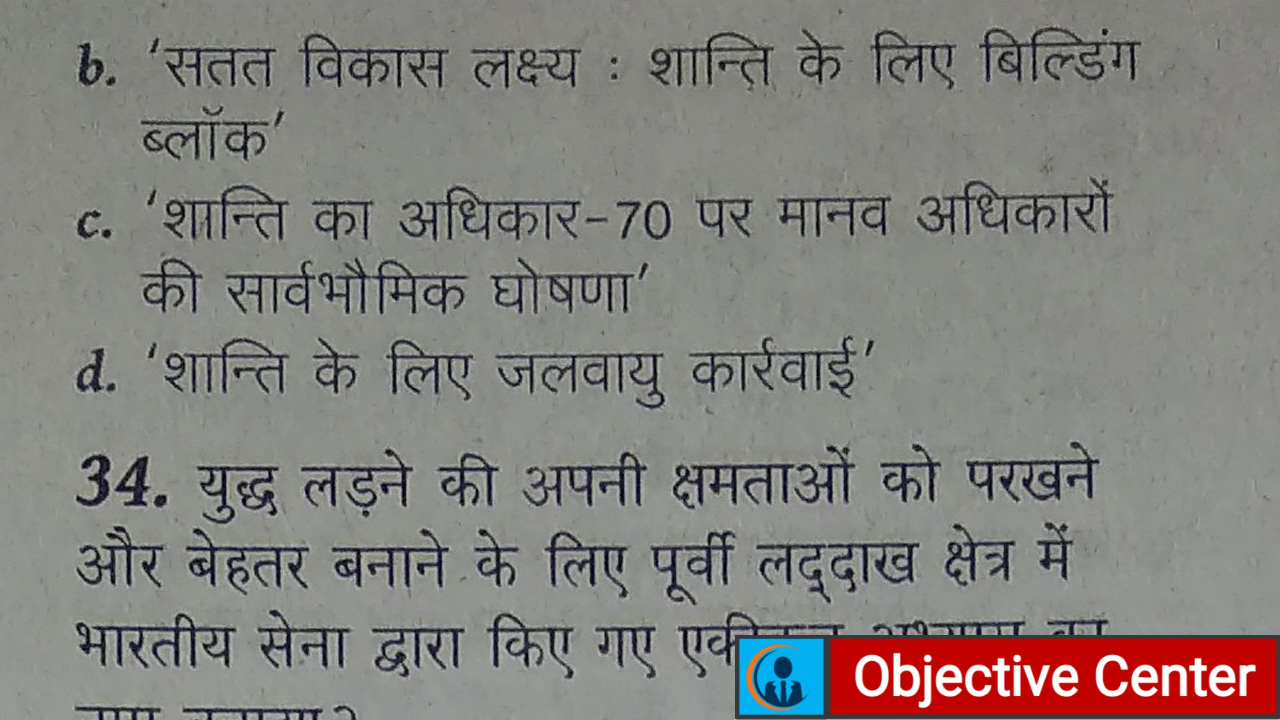 b. 'सतत विकास लक्ष्य : शान्ति के लिए बिल्डिंग
ब्लॉक'
c. 'शान्ति का अधिकार-70 पर मानव अधिकारों
की सार्वभौमिक घोषणा'
d. 'शान्ति के लिए जलवायु कार्रवाई'
34. युद्ध लड़ने की अपनी क्षमताओं को परखने
और बेहतर बनाने के लिए पूर्वी लद्दाख क्षेत्र में
भारतीय सेना द्वारा किए गए
Objective Center